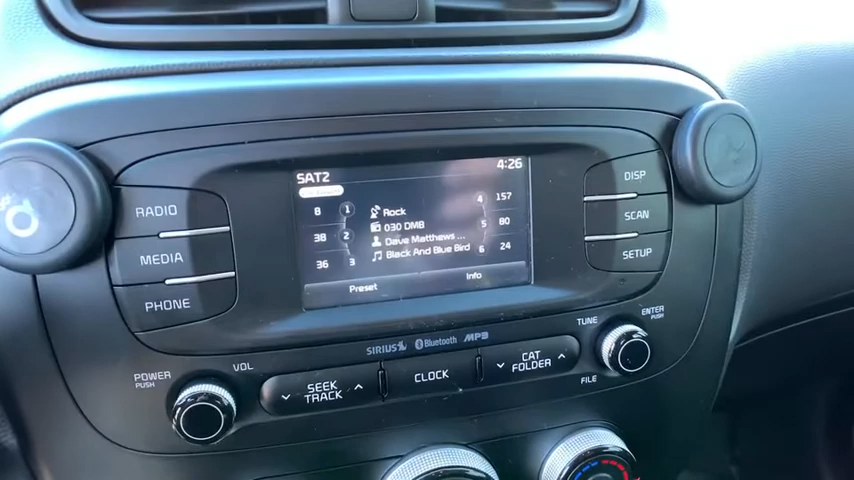 SAT2 4:26
8 1 Rock 4 157
38 2 030 DMB 5 80
Dave Matthews ...
36 3 Black And Blue Bird 6 24
Preset Info
RADIO
MEDIA
PHONE
DISP
SCAN
SETUP
SIRIUS Bluetooth MP3
TUNE
ENTER
PUSH
POWER
PUSH
VOL
SEEK
TRACK
CLOCK
CAT
FOLDER
FILE